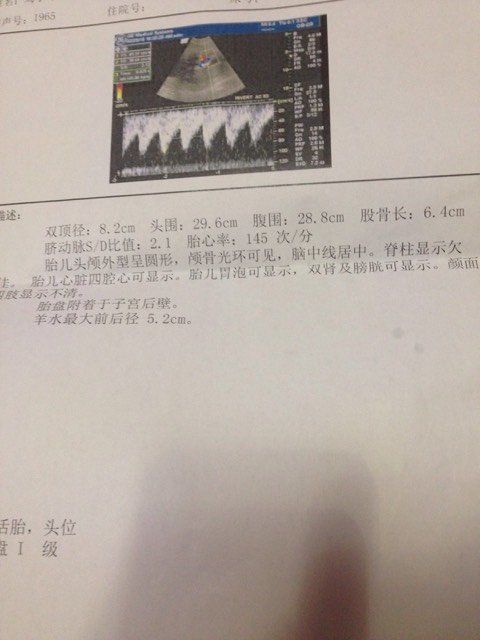 声号：1965
住院号：
INVERT
描述：
双顶径：8.2cm 头围：29.6cm 腹围：28.8cm 股骨长：6.4cm
脐动脉S/D比值：2.1 胎心率：145 次/分
胎儿头颅外型呈圆形，颅骨光环可见，脑中线居中。脊柱显示欠
佳。胎儿心脏四腔心可显示。胎儿胃泡可显示，双肾及膀胱可显示。颜面
四肢显示不清。
胎盘附着于子宫后壁。
羊水最大前后径 5.2cm。
活胎，头位
盘 I 级